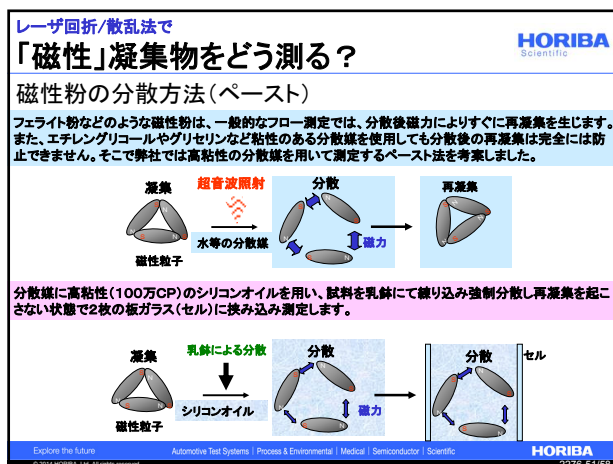 レーザ回折/散乱法で
「磁性」凝集物をどう測る？
HORIBA
Scientific
磁性粉の分散方法（ペースト）
フェライト粉などのような磁性粉は、一般的なフロー測定では、分散後磁力によりすぐに再凝集を生じます。
また、エチレングリコールやグリセリンなど粘性のある分散媒を使用しても分散後の再凝集は完全には防
止できません。そこで弊社では高粘性の分散媒を用いて測定するペースト法を考案しました。
凝集
超音波照射
分散
再凝集
水等の分散媒
磁力
磁性粒子
分散媒に高粘性（100万CP）のシリコンオイルを用い、試料を乳鉢にて練り込み強制分散し再凝集を起こ
さない状態で2枚の板ガラス（セル）に挟み込み測定します。
乳鉢による分散
凝集
分散
分散
セル
シリコンオイル
磁力
磁性粒子
Explore the future
Automotive Test Systems | Process & Environmental | Medical | Semiconductor | Scientific
HORIBA
© 2014 HORIBA, Ltd. All rights reserved.
2276-51/58